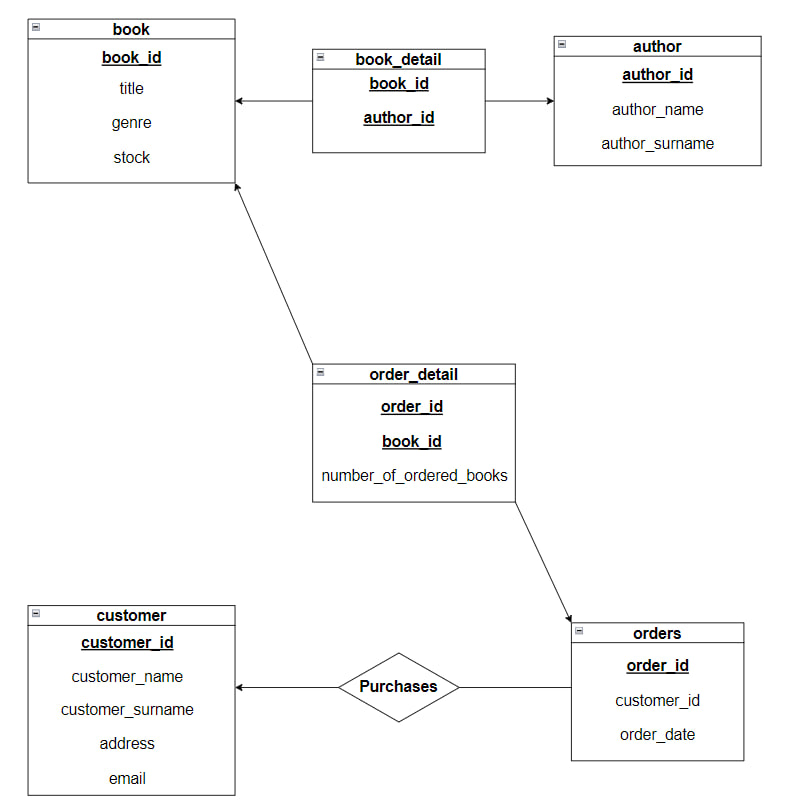 book
book_id
title
genre
stock
book_detail
book_id
author_id
author
author_id
author_name
author_surname
order_detail
order_id
book_id
number_of_ordered_books
customer
customer_id
customer_name
customer_surname
address
email
Purchases
orders
order_id
customer_id
order_date